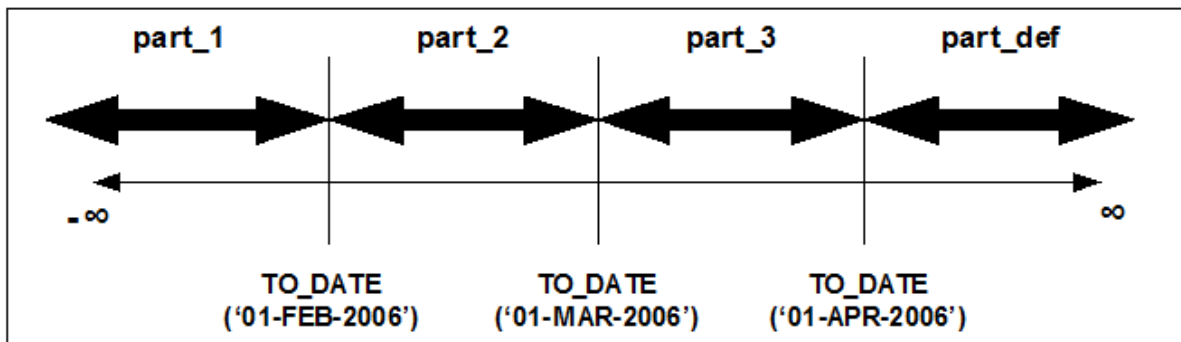 part_1 part_2 part_3 part_def
-∞ ∞
TO_DATE TO_DATE TO_DATE
(‘01-FEB-2006’) (‘01-MAR-2006’) (‘01-APR-2006’)